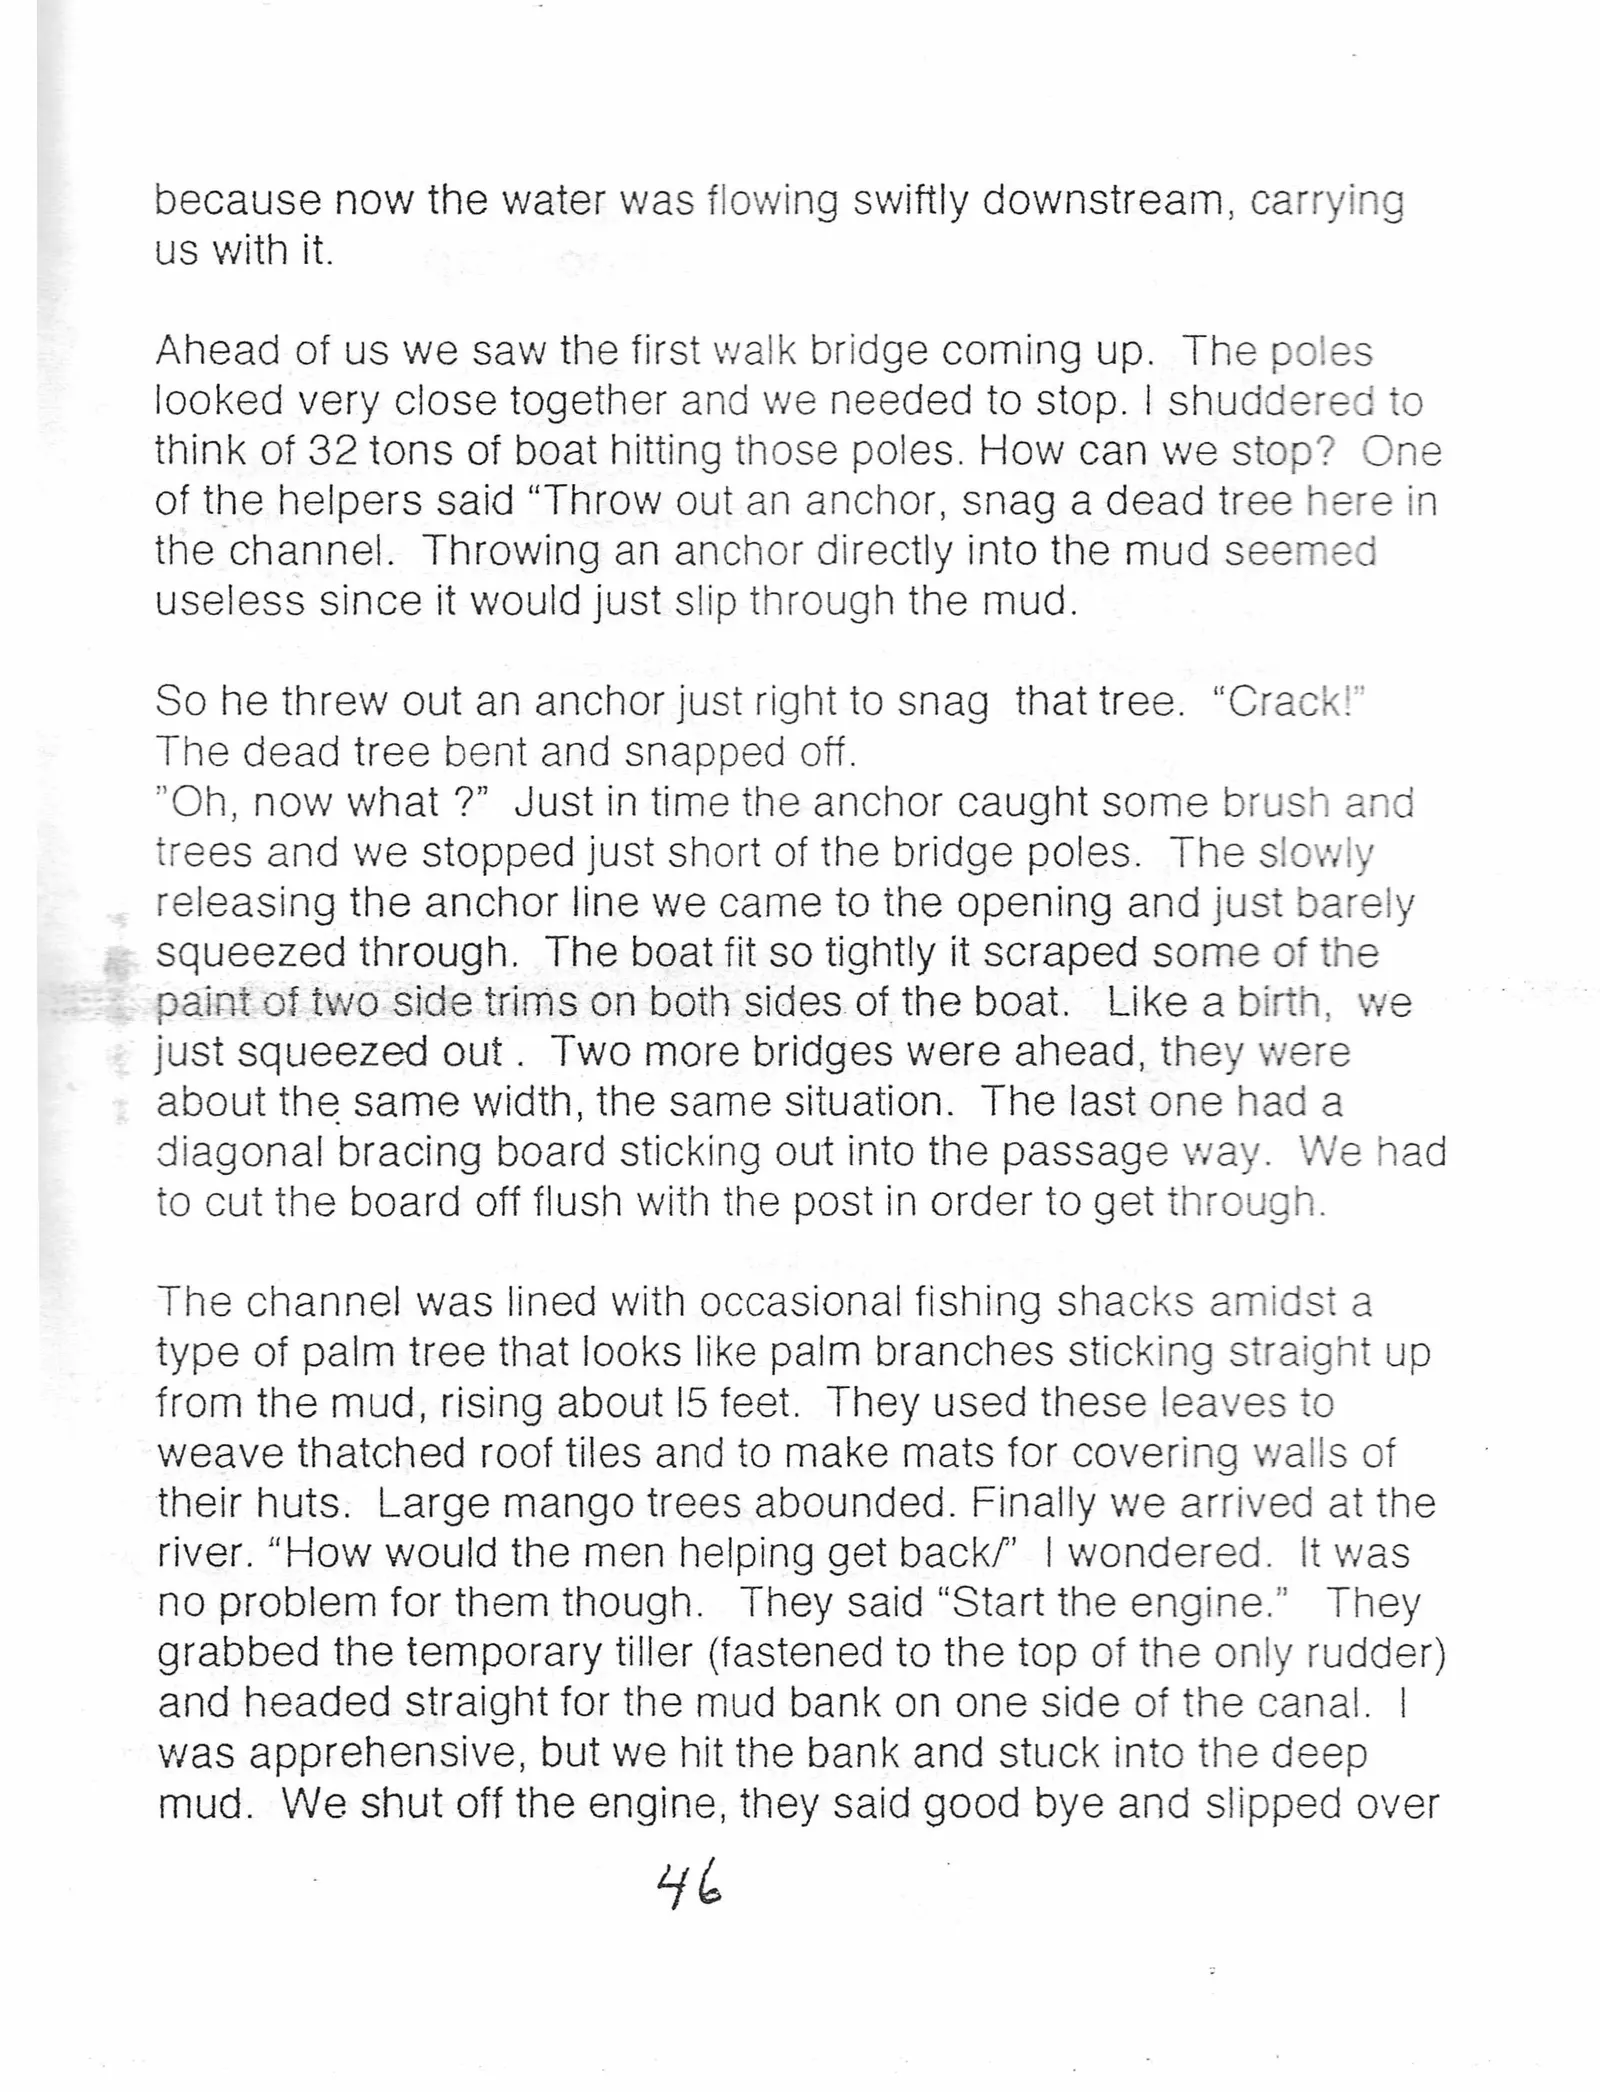 because now the water was flowing swiftly downstream, carrying
us with it.
Ahead of us we saw the first walk bridge coming up.  The poles
looked very close together and we needed to stop. I shuddered to
think of 32 tons of boat hitting those poles. How can we stop?  One
of the helpers said “Throw out an anchor, snag a dead tree here in
the channel.  Throwing an anchor directly into the mud seemed
useless since it would just slip through the mud.
So he threw out an anchor just right to snag  that tree.  “Crack!”
The dead tree bent and snapped off.
”Oh, now what ?”  Just in time the anchor caught some brush and
trees and we stopped just short of the bridge poles.  The slowly
releasing the anchor line we came to the opening and just barely
squeezed through.  The boat fit so tightly it scraped some of the
paint of two side trims on both sides of the boat.   Like a birth,  we
just squeezed out .  Two more bridges were ahead, they were
about the same width, the same situation.  The last one had a
diagonal bracing board sticking out into the passage way.  We had
to cut the board off flush with the post in order to get through.
The channel was lined with occasional fishing shacks amidst a
type of palm tree that looks like palm branches sticking straight up
from the mud, rising about l5 feet.  They used these leaves to
weave thatched roof tiles and to make mats for covering walls of
their huts.  Large mango trees abounded. Finally we arrived at the
river. “How would the men helping get back/”  I wondered.  It was
no problem for them though.   They said “Start the engine.”   They
grabbed the temporary tiller (fastened to the top of the only rudder)
and headed straight for the mud bank on one side of the canal.  I
was apprehensive, but we hit the bank and stuck into the deep
mud.  We shut off the engine, they said good bye and slipped over
46